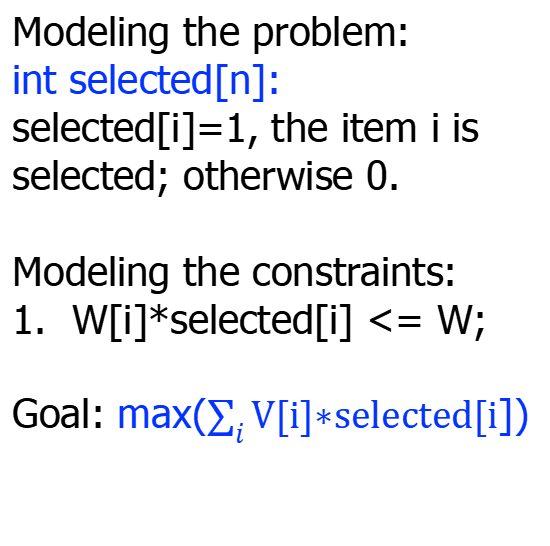 Modeling the problem:
int selected[n]:
selected[i]=1, the item i is
selected; otherwise 0.
Modeling the constraints:
1. W[i]*selected[i] <= W;
Goal: max(∑i V[i]∗selected[i])